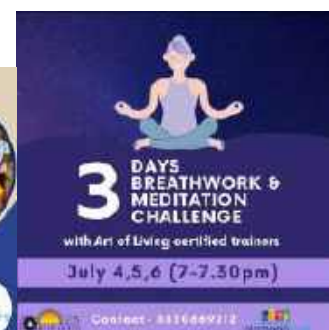 3 DAYS
BREATHWORK &
MEDITATION
CHALLENGE
with Art of Living certified trainers
July 4,5,6 (7-7.30pm)
Contact-